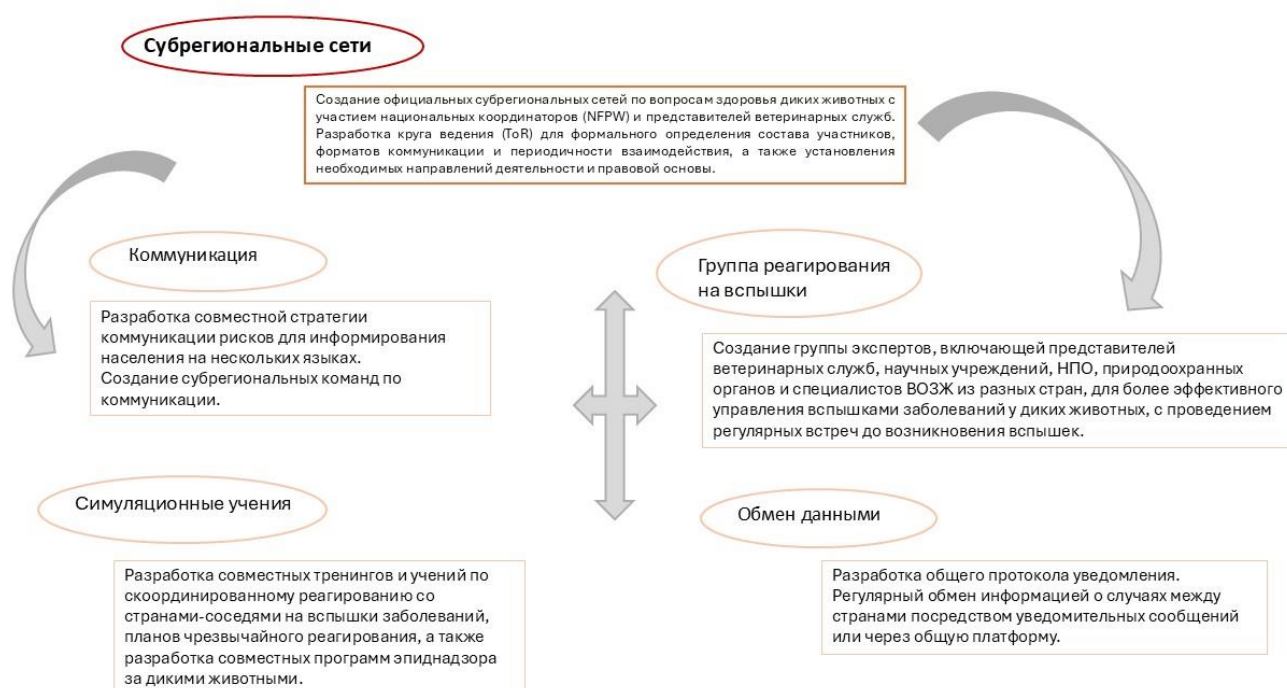 Субрегиональные сети
Создание официальных субрегиональных сетей по вопросам здоровья диких животных с
участием национальных координаторов (NFPW) и представителей ветеринарных служб.
Разработка круга ведения (ToR) для формального определения состава участников,
форматов коммуникации и периодичности взаимодействия, а также установления
необходимых направлений деятельности и правовой основы.
Коммуникация
Разработка совместной стратегии
коммуникации рисков для информирования
населения на нескольких языках.
Создание субрегиональных команд по
коммуникации.
Группа реагирования
на вспышки
Создание группы экспертов, включающей представителей
ветеринарных служб, научных учреждений, НПО, природоохранных
органов и специалистов ВОЗЖ из разных стран, для более эффективного
управления вспышками заболеваний у диких животных, с проведением
регулярных встреч до возникновения вспышек.
Симуляционные учения
Разработка совместных тренингов и учений по
скоординированному реагированию со
странами-соседями на вспышки заболеваний,
планов чрезвычайного реагирования, а также
разработка совместных программ эпиднадзора
за дикими животными.
Обмен данными
Разработка общего протокола уведомления.
Регулярный обмен информацией о случаях между
странами посредством уведомительных сообщений
или через общую платформу.